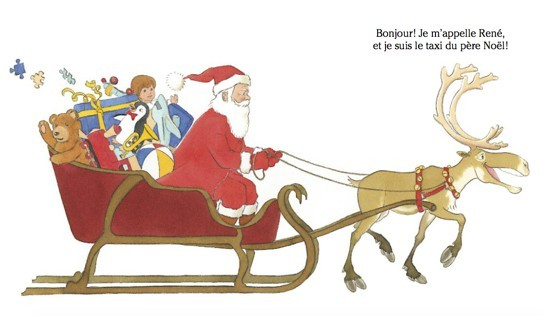 Bonjour! Je m'appelle René,
et je suis le taxi du père Noël!